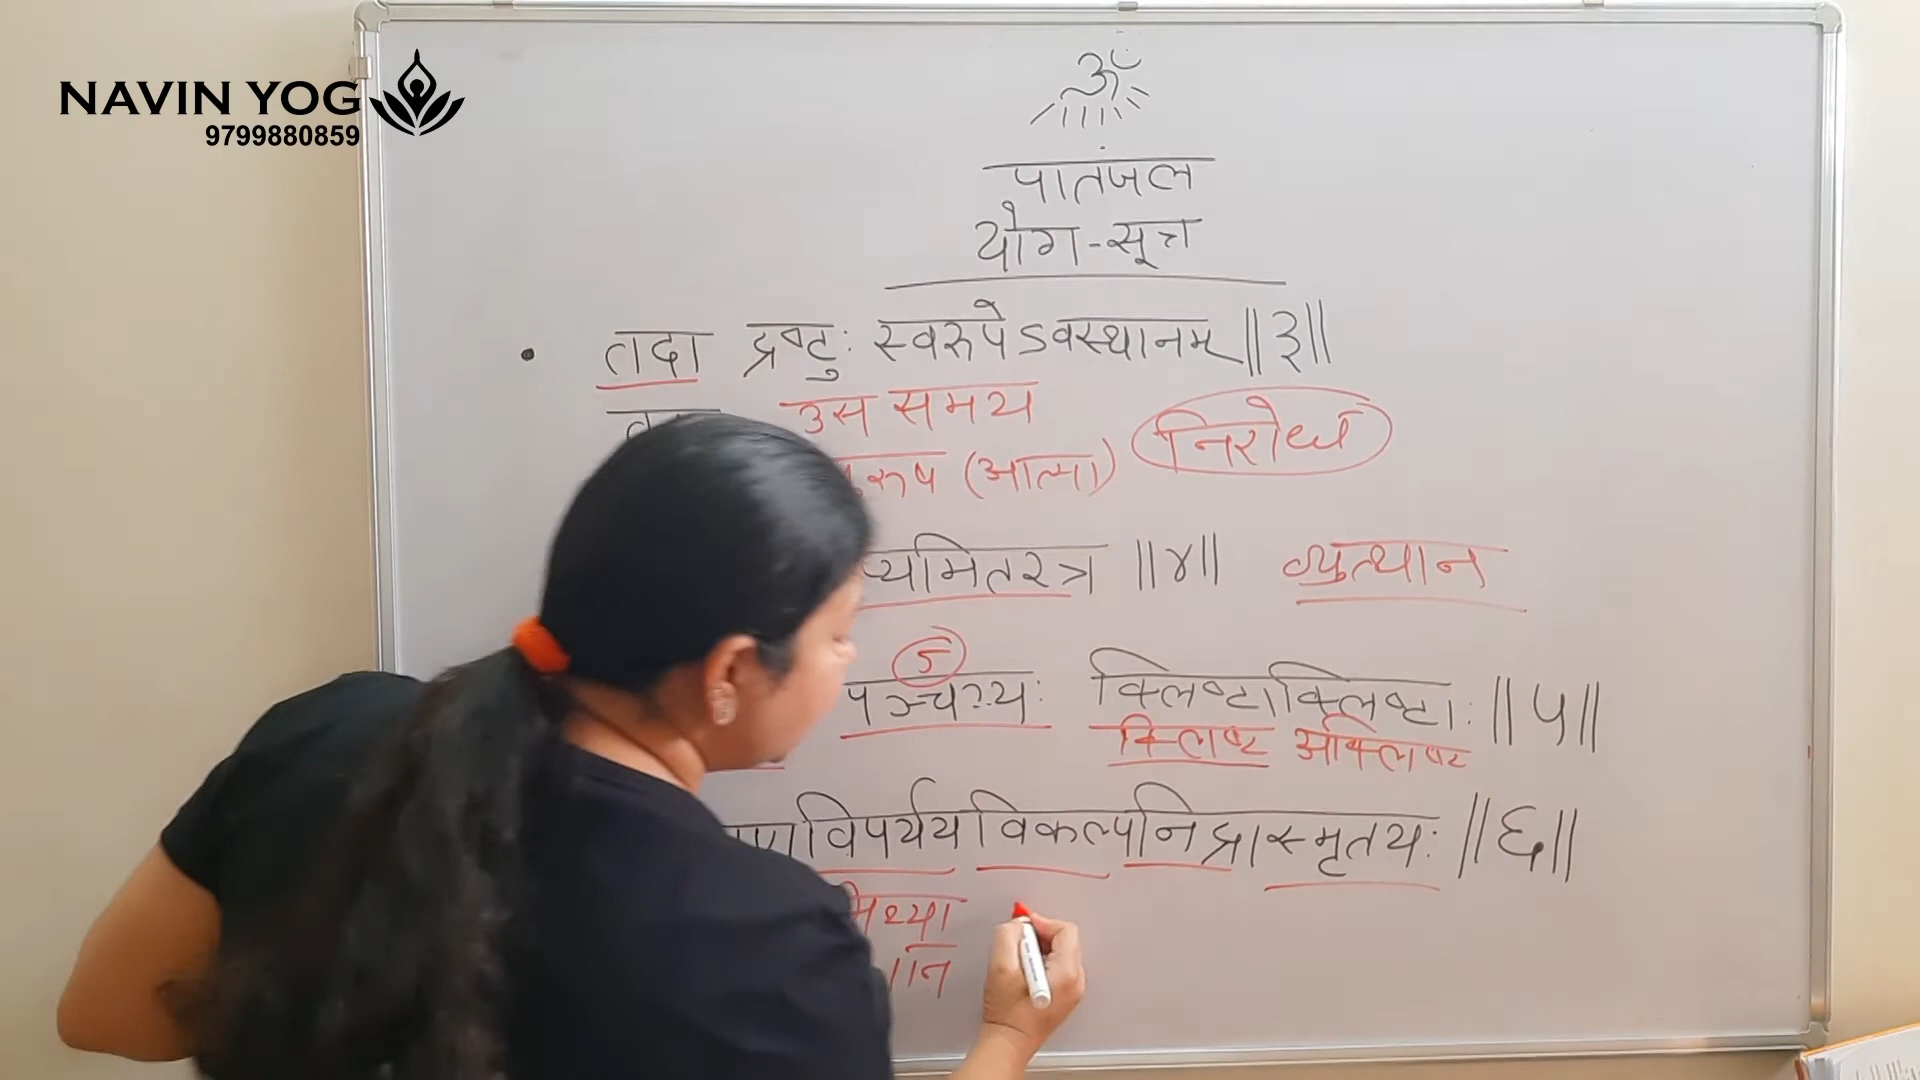 NAVIN YOG
9799880859
ॐ
पातंजल
योग-सूत्र
• तदा द्रष्टुः स्वरुपेऽवस्थानम् ||३||
उस समय
निरोध
(आत्मा)
प्यमितरत्र ||४|| व्युत्थान
5
पञ्चतय्यः क्लिष्टाक्लिष्टाः ||५||
क्लिष्ट अक्लिष्ट
विपर्ययविकल्पनिद्रास्मृतयः ||६||
मिथ्या